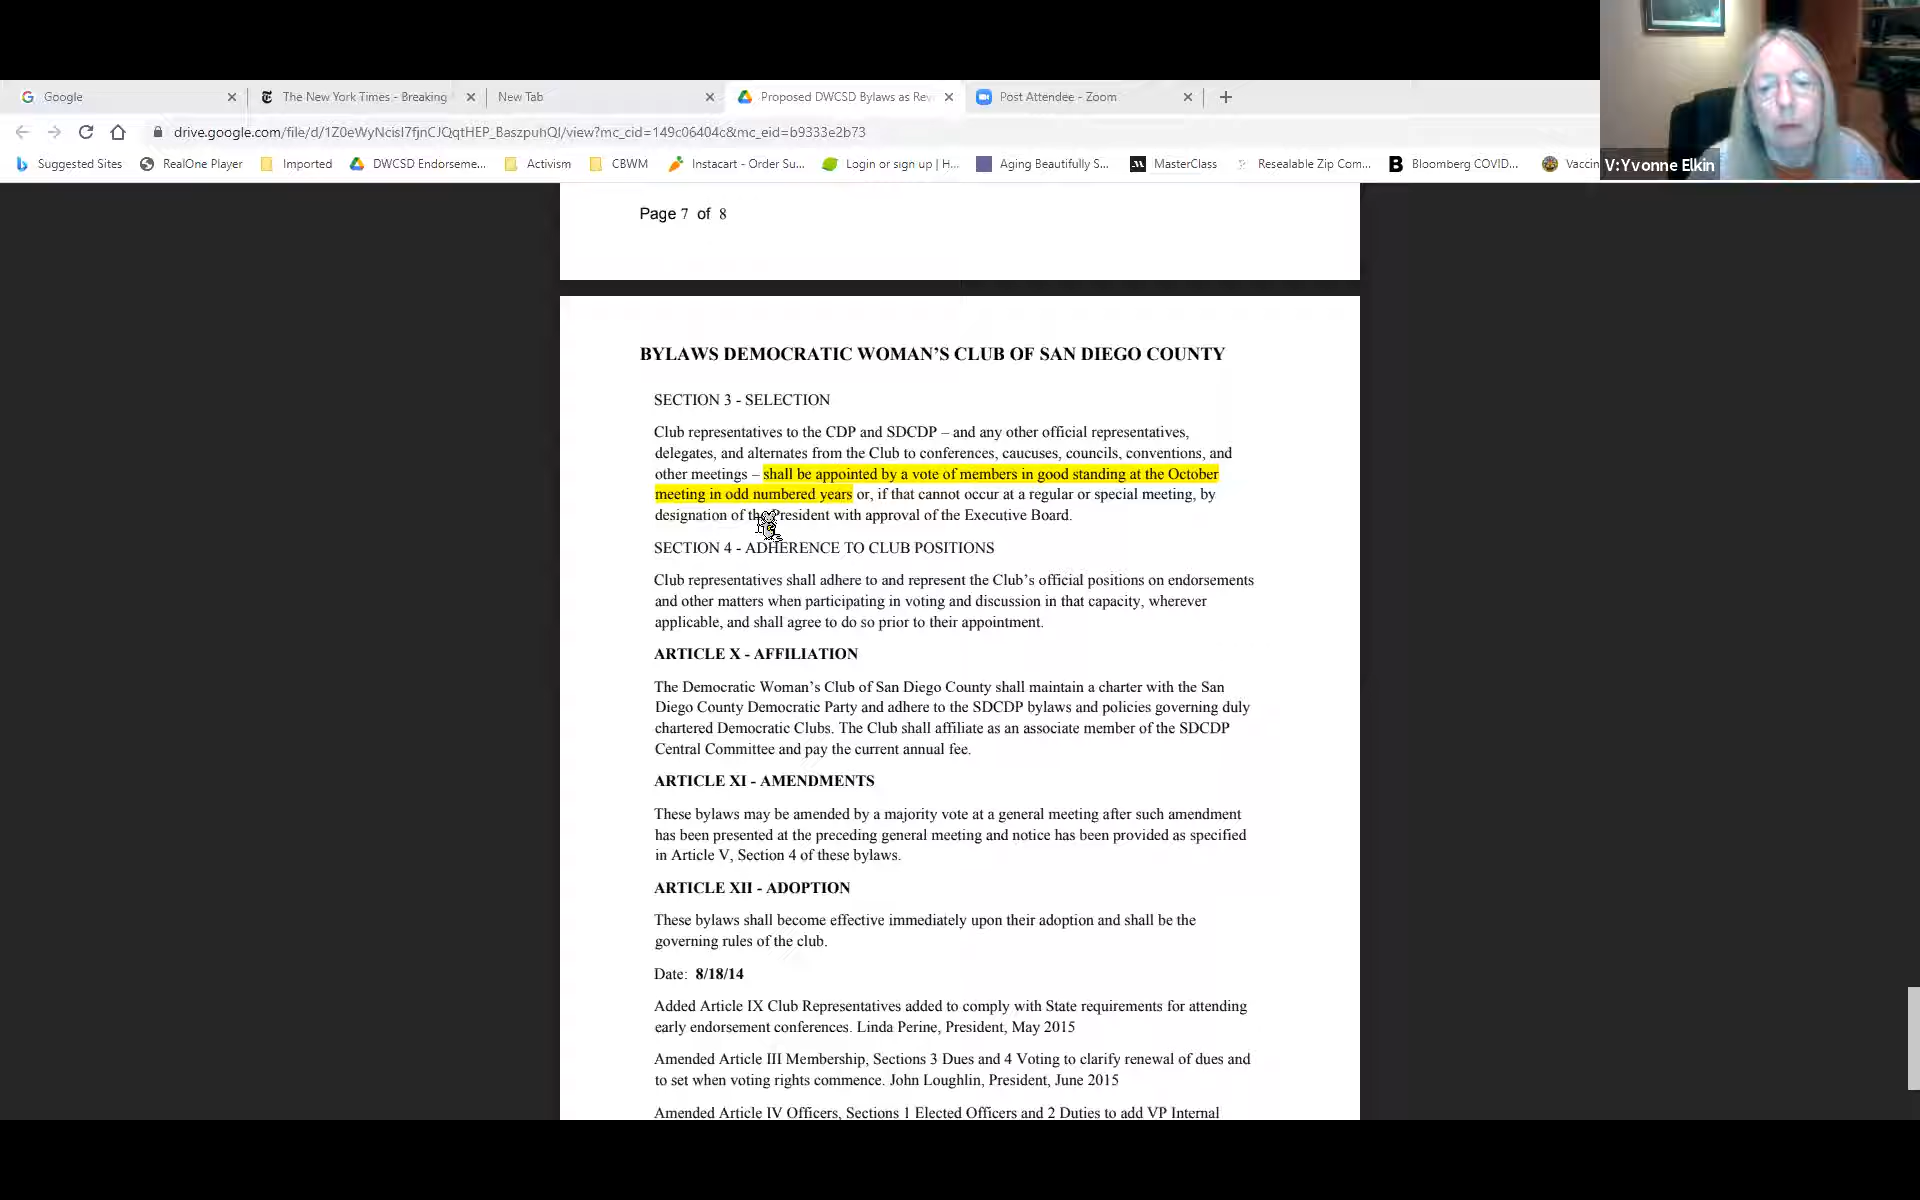 Google
The New York Times - Breaking
New Tab
Proposed DWCSD Bylaws as Rev
Post Attendee - Zoom
drive.google.com/file/d/1Z0eWyNcisI7fjnCJQqtHEP_BaszpuhQI/view?mc_cid=149c06404c&mc_eid=b9333e2b73
Suggested Sites
RealOne Player
Imported
DWCSD Endorseme...
Activism
CBWM
Instacart - Order Su...
Login or sign up | H...
Aging Beautifully S...
MasterClass
Resealable Zip Com...
Bloomberg COVID...
Vaccin
V:Yvonne Elkin
Page 7 of 8
BYLAWS DEMOCRATIC WOMAN’S CLUB OF SAN DIEGO COUNTY
SECTION 3 - SELECTION
Club representatives to the CDP and SDCDP – and any other official representatives,
delegates, and alternates from the Club to conferences, caucuses, councils, conventions, and
other meetings – shall be appointed by a vote of members in good standing at the October
meeting in odd numbered years or, if that cannot occur at a regular or special meeting, by
designation of the President with approval of the Executive Board.
SECTION 4 - ADHERENCE TO CLUB POSITIONS
Club representatives shall adhere to and represent the Club’s official positions on endorsements
and other matters when participating in voting and discussion in that capacity, wherever
applicable, and shall agree to do so prior to their appointment.
ARTICLE X - AFFILIATION
The Democratic Woman’s Club of San Diego County shall maintain a charter with the San
Diego County Democratic Party and adhere to the SDCDP bylaws and policies governing duly
chartered Democratic Clubs. The Club shall affiliate as an associate member of the SDCDP
Central Committee and pay the current annual fee.
ARTICLE XI - AMENDMENTS
These bylaws may be amended by a majority vote at a general meeting after such amendment
has been presented at the preceding general meeting and notice has been provided as specified
in Article V, Section 4 of these bylaws.
ARTICLE XII - ADOPTION
These bylaws shall become effective immediately upon their adoption and shall be the
governing rules of the club.
Date: 8/18/14
Added Article IX Club Representatives added to comply with State requirements for attending
early endorsement conferences. Linda Perine, President, May 2015
Amended Article III Membership, Sections 3 Dues and 4 Voting to clarify renewal of dues and
to set when voting rights commence. John Loughlin, President, June 2015
Amended Article IV Officers, Sections 1 Elected Officers and 2 Duties to add VP Internal